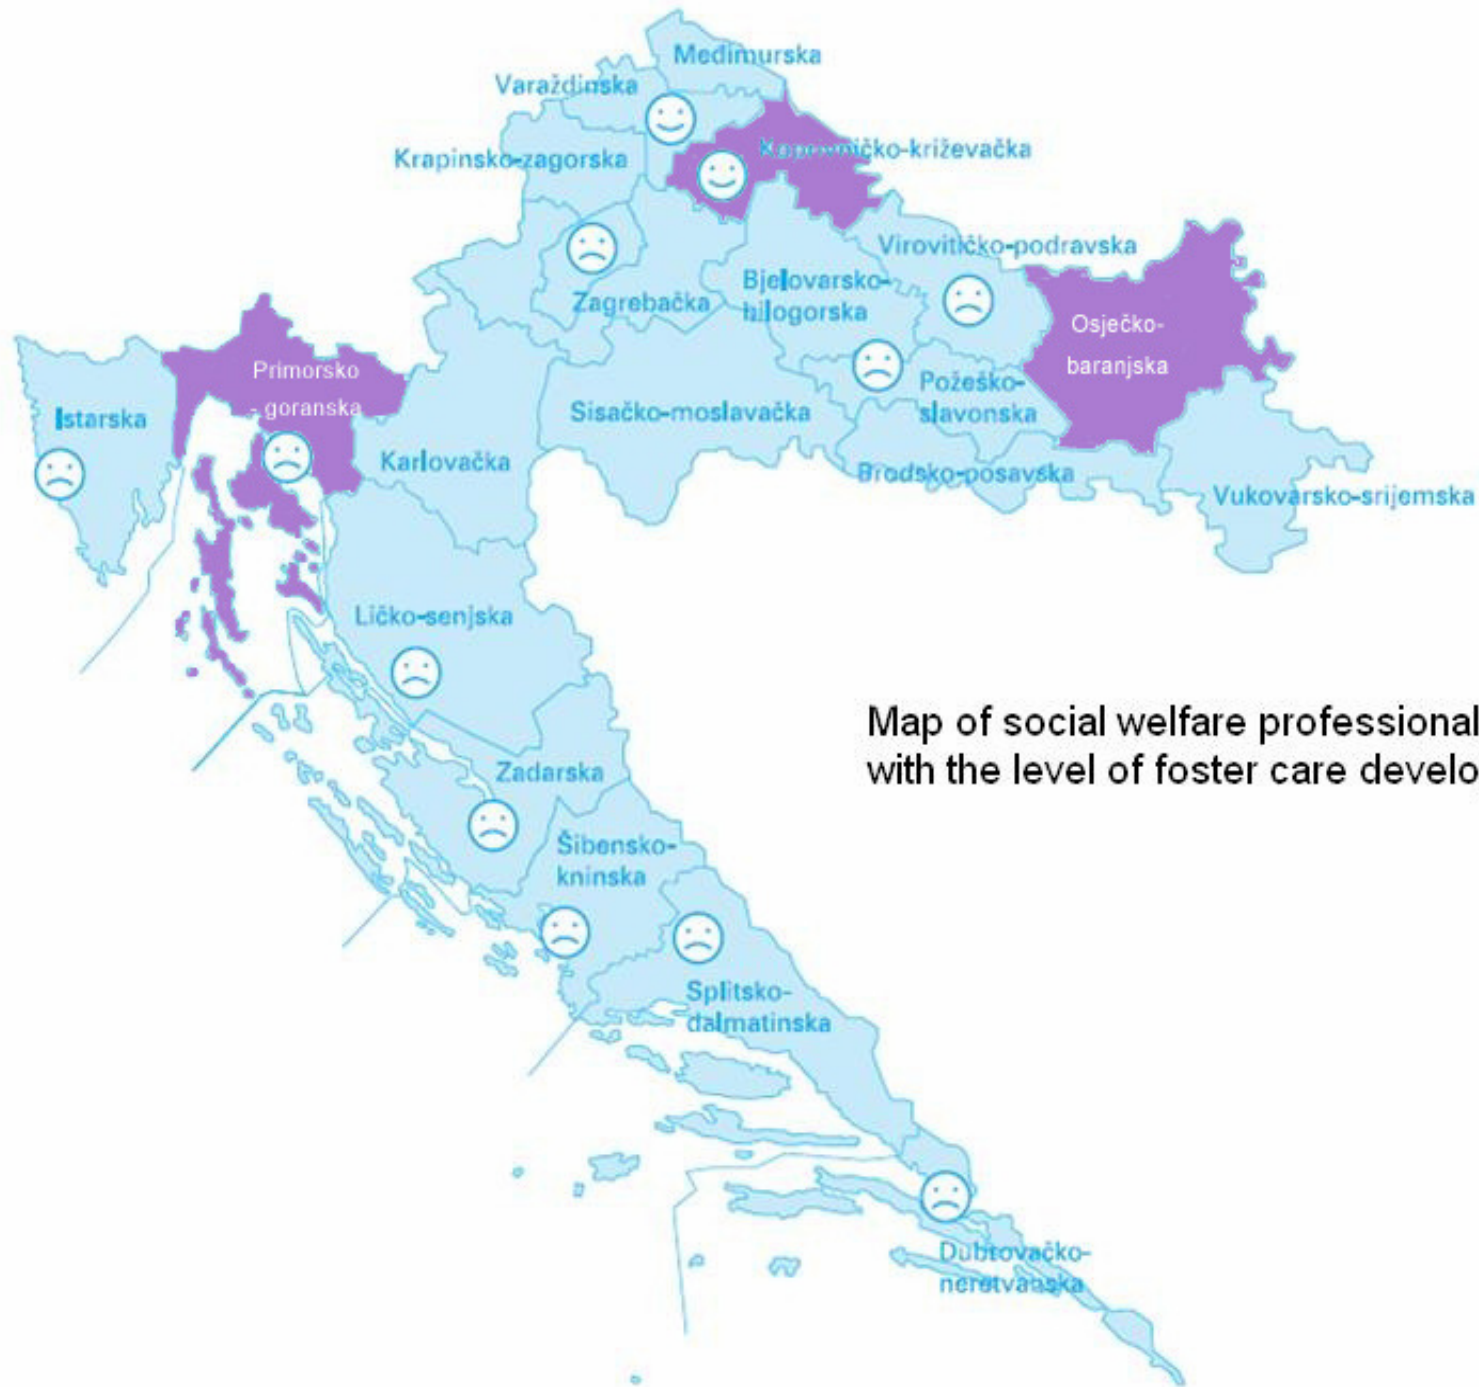 Medimurska
Varaždinska
Krapinsko-zagorska
Koprivničko-križevačka
Virovitičko-podravska
Zagrebačka
Bjelovarsko-
bilogorska
Osječko-
baranjska
Primorsko
- goranska
Istarska
Karlovačka
Sisačko-moslavačka
Požeško-
slavonska
Brodsko-posavska
Vukovarsko-srijemska
Ličko-senjska
Map of social welfare professional
with the level of foster care develo
Zadarska
Šibensko-
kninska
Splitsko-
dalmatinska
Dubrovačko-
neretvanska